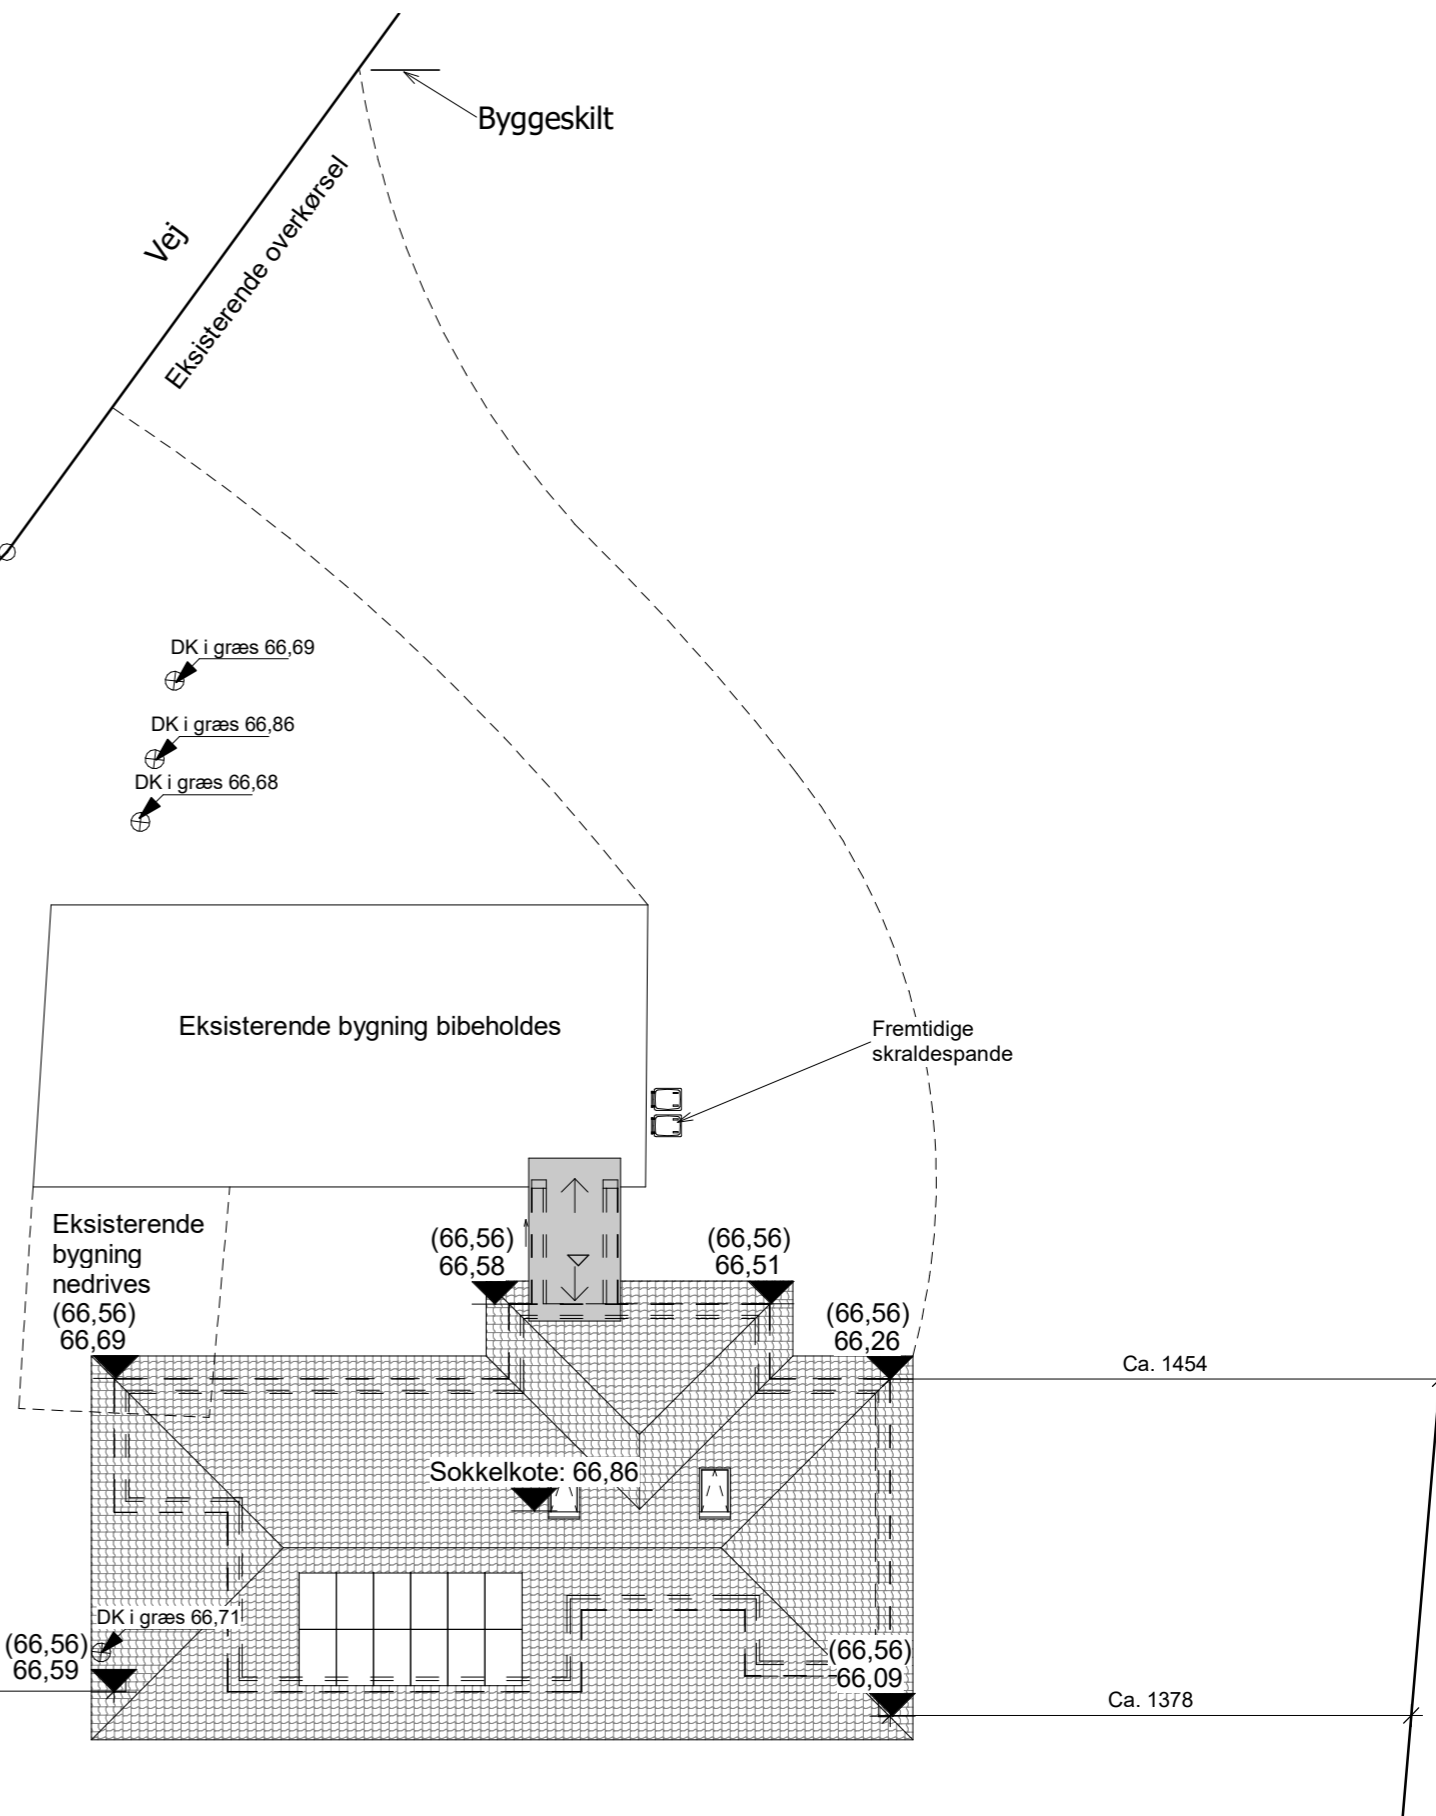 Byggeskilt
Vej
Eksisterende overkørsel
DK i græs 66,69
DK i græs 66,86
DK i græs 66,68
Eksisterende bygning bibeholdes
Fremtidige
skraldespande
Eksisterende
bygning
nedrives
(66,56)
66,69
(66,56)
66,58
(66,56)
66,51
(66,56)
66,26
Ca. 1454
Sokkelkote: 66,86
DK i græs 66,71
(66,56)
66,59
(66,56)
66,09
Ca. 1378